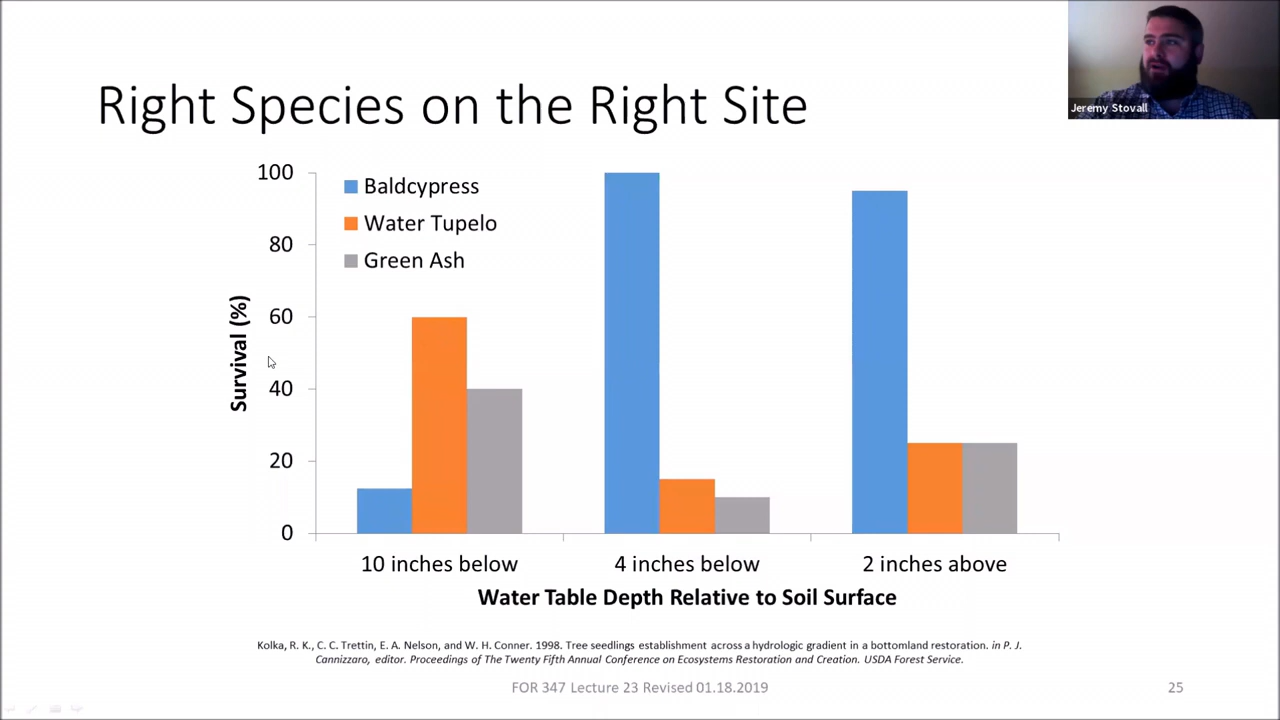 Jeremy Stovall
Right Species on the Right Site
100
80
60
40
20
0
Survival (%)
Baldcypress
Water Tupelo
Green Ash
10 inches below
4 inches below
2 inches above
Water Table Depth Relative to Soil Surface
Kolka, R. K., C. C. Trettin, E. A. Nelson, and W. H. Conner. 1998. Tree seedlings establishment across a hydrologic gradient in a bottomland restoration. in P. J.
Cannizzaro, editor. Proceedings of The Twenty Fifth Annual Conference on Ecosystems Restoration and Creation. USDA Forest Service.
FOR 347 Lecture 23 Revised 01.18.2019
25